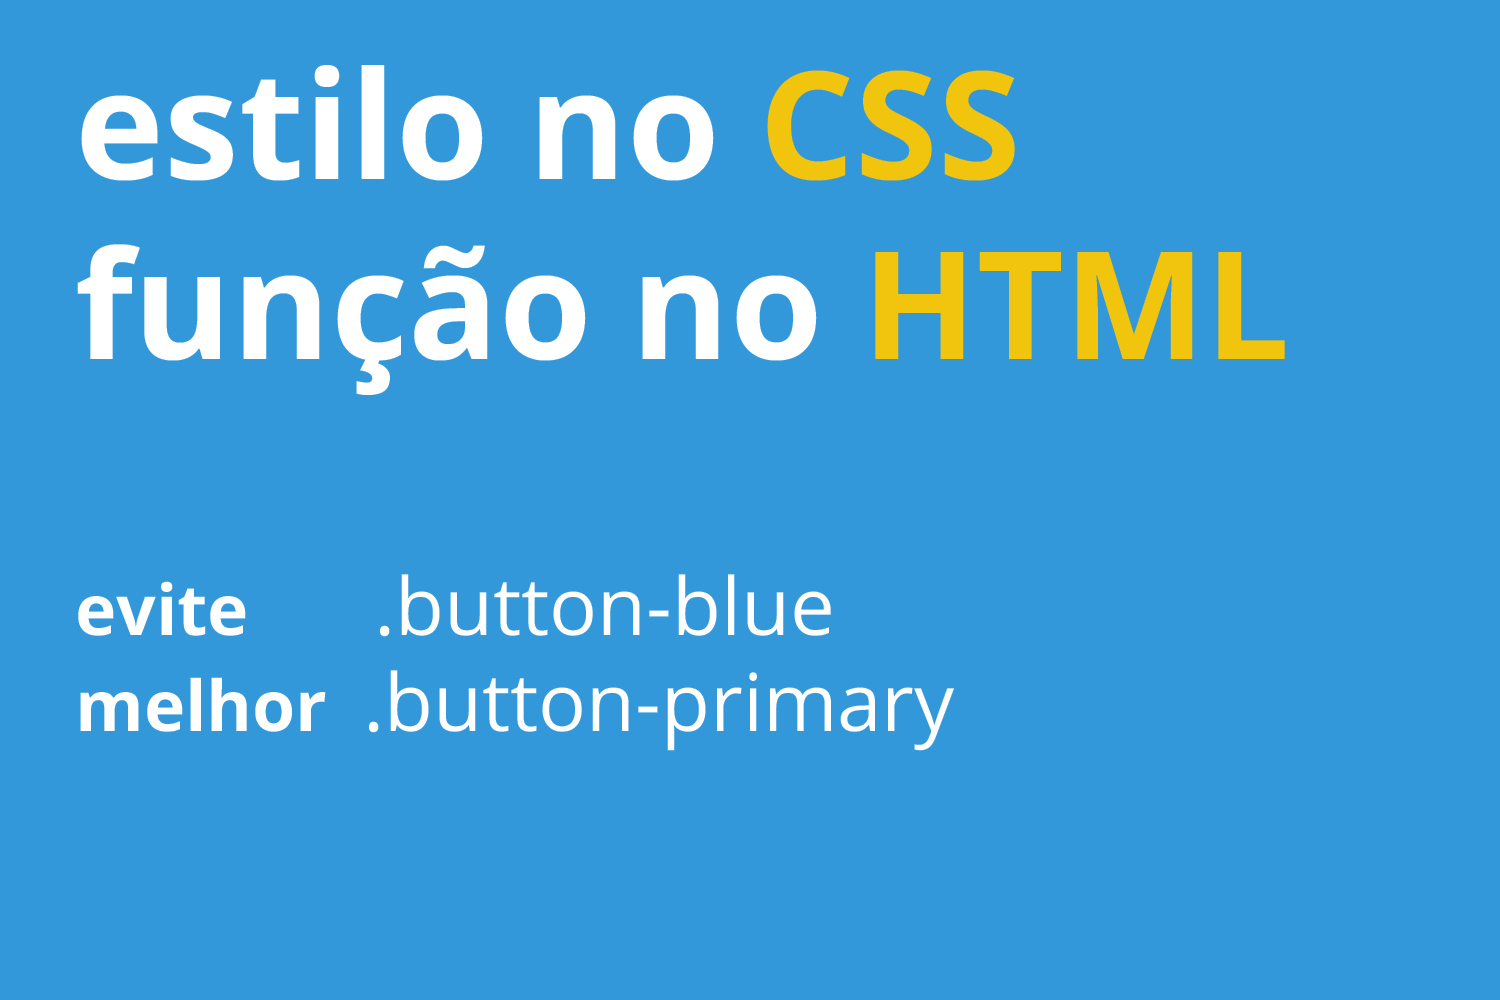 estilo no CSS
função no HTML
evite .button-blue
melhor .button-primary